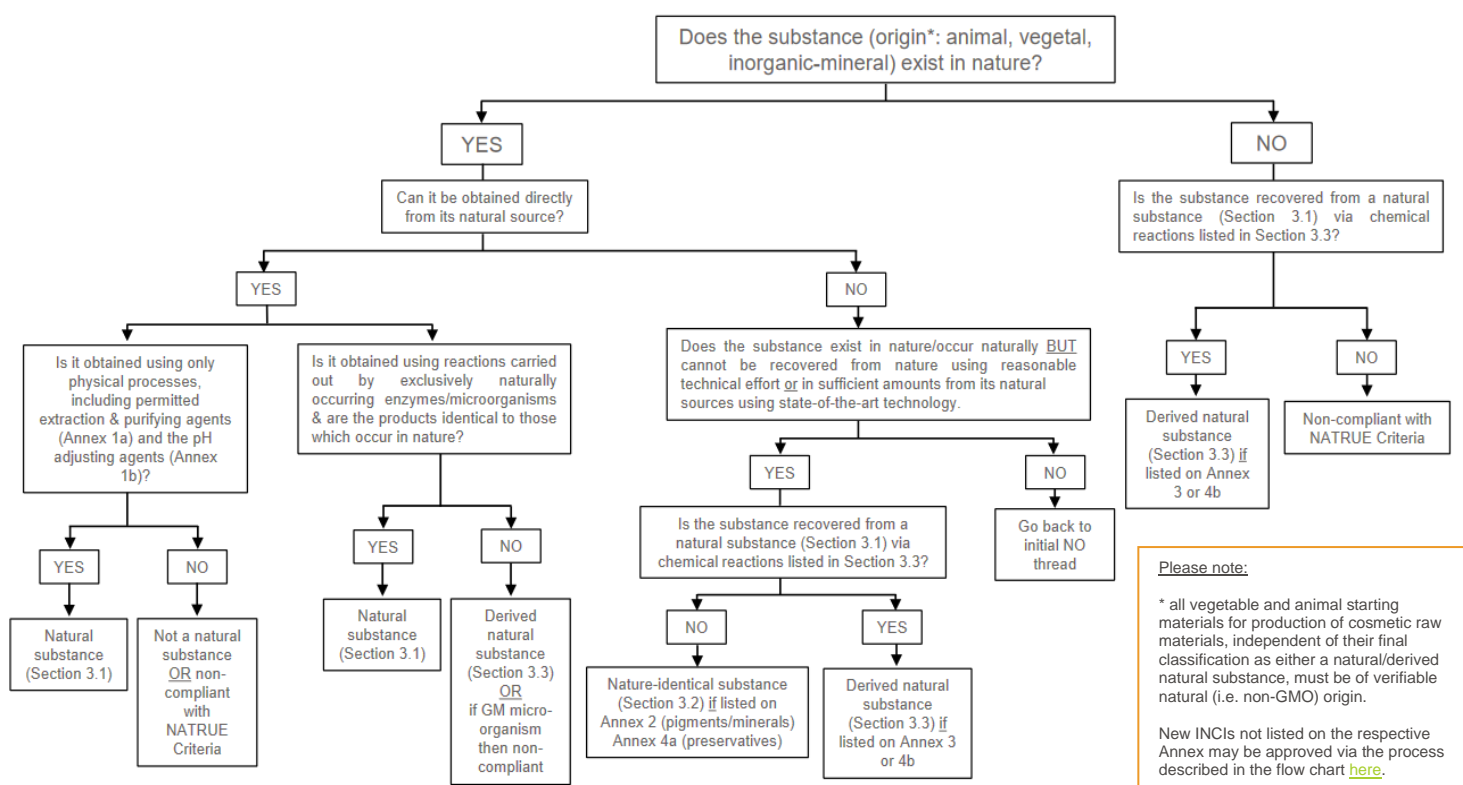 Does the substance (origin*: animal, vegetal,
inorganic-mineral) exist in nature?
YES
NO
Can it be obtained directly
from its natural source?
Is the substance recovered from a natural
substance (Section 3.1) via chemical
reactions listed in Section 3.3?
YES
NO
Is it obtained using only
physical processes,
including permitted
extraction & purifying agents
(Annex 1a) and the pH
adjusting agents (Annex
1b)?
Is it obtained using reactions carried
out by exclusively naturally
occurring enzymes/microorganisms
& are the products identical to those
which occur in nature?
Does the substance exist in nature/occur naturally BUT
cannot be recovered from nature using reasonable
technical effort or in sufficient amounts from its natural
sources using state-of-the-art technology.
YES
NO
Derived natural
substance
(Section 3.3) if
listed on Annex
3 or 4b
Non-compliant with
NATRUE Criteria
YES
NO
YES
NO
YES
NO
Natural
substance
(Section 3.1)
Not a natural
substance
OR non-
compliant
with
NATRUE
Criteria
Natural
substance
(Section 3.1)
Derived
natural
substance
(Section 3.3)
OR
if GM micro-
organism
then non-
compliant
Is the substance recovered from a
natural substance (Section 3.1) via
chemical reactions listed in Section 3.3?
Go back to
initial NO
thread
NO
YES
Nature-identical substance
(Section 3.2) if listed on
Annex 2 (pigments/minerals)
Annex 4a (preservatives)
Derived natural
substance
(Section 3.3) if
listed on Annex 3
or 4b
Please note:
* all vegetable and animal starting
materials for production of cosmetic raw
materials, independent of their final
classification as either a natural/derived
natural substance, must be of verifiable
natural (i.e. non-GMO) origin.
New INCIs not listed on the respective
Annex may be approved via the process
described in the flow chart here.